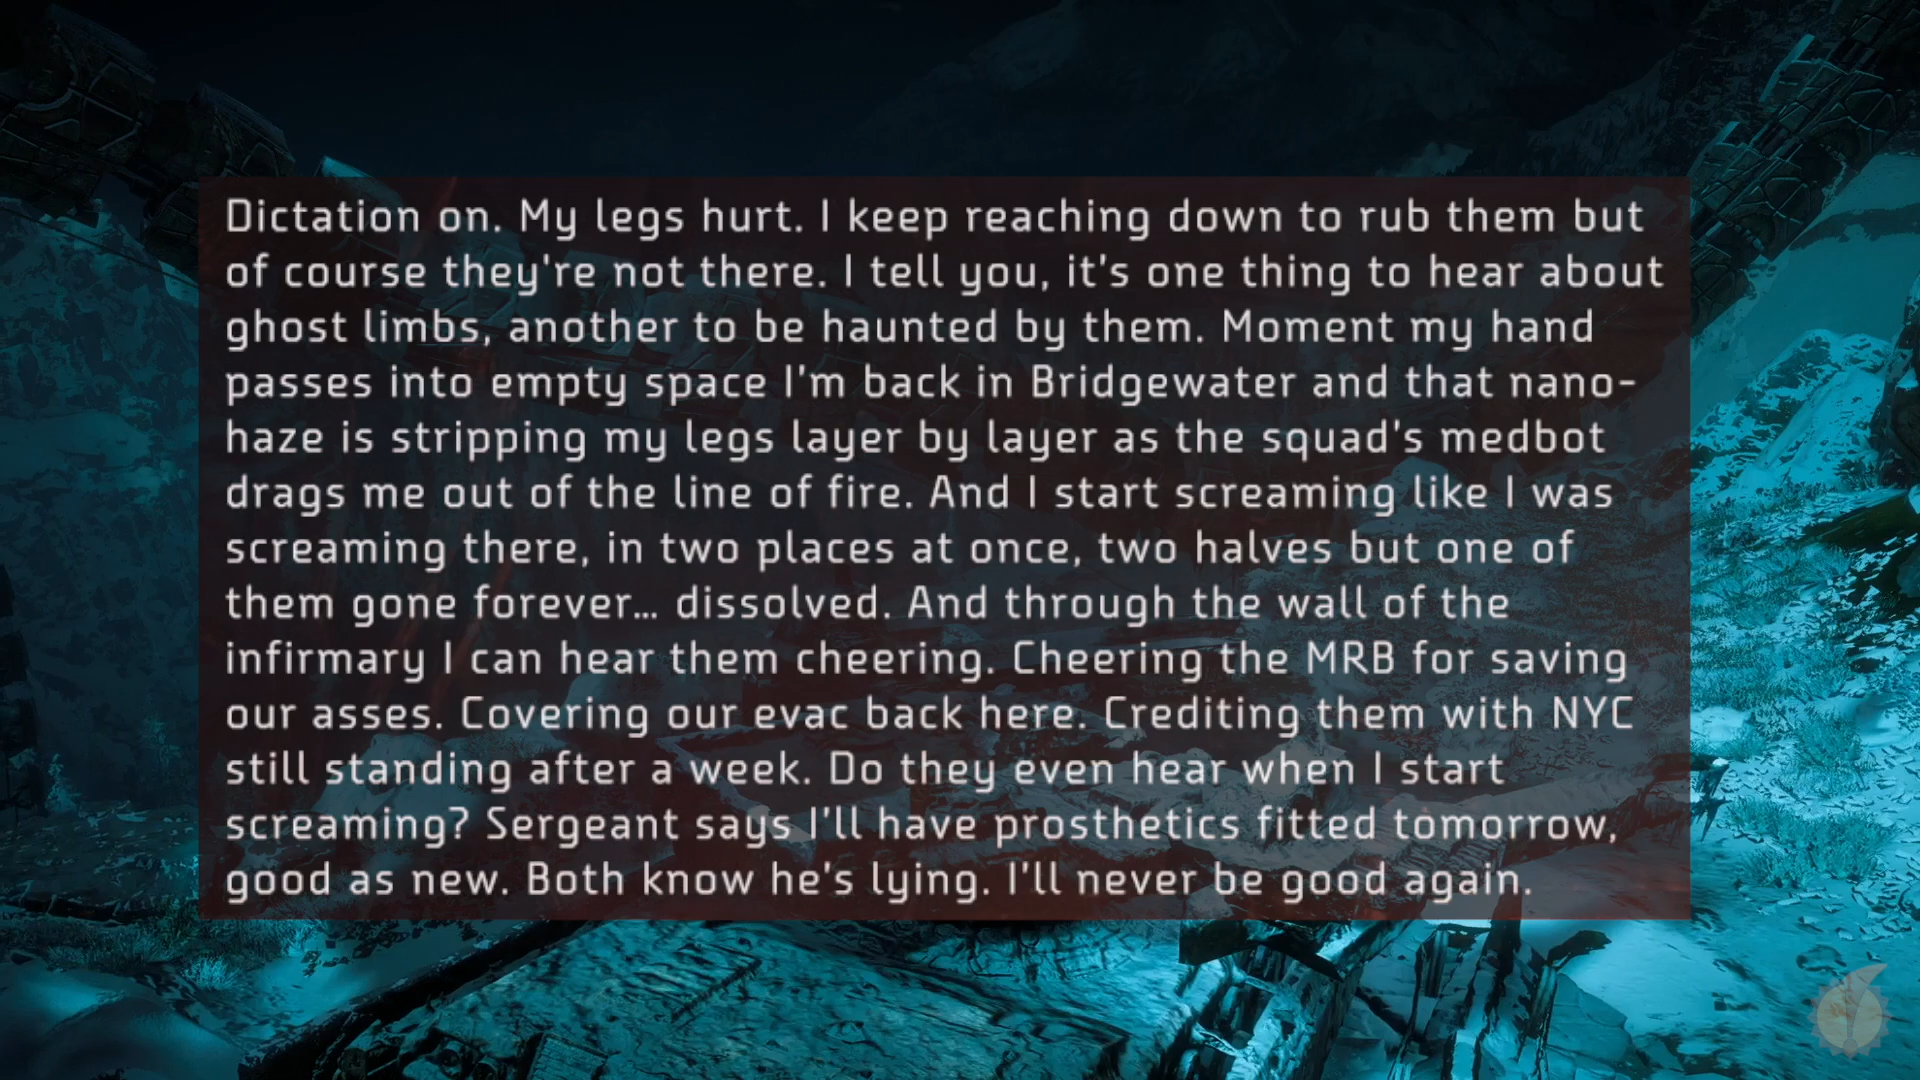 Dictation on. My legs hurt. I keep reaching down to rub them but
of course they're not there. I tell you, it's one thing to hear about
ghost limbs, another to be haunted by them. Moment my hand
passes into empty space I'm back in Bridgewater and that nano-
haze is stripping my legs layer by layer as the squad's medbot
drags me out of the line of fire. And I start screaming like I was
screaming there, in two places at once, two halves but one of
them gone forever... dissolved. And through the wall of the
infirmary I can hear them cheering. Cheering the MRB for saving
our asses. Covering our evac back here. Crediting them with NYC
still standing after a week. Do they even hear when I start
screaming? Sergeant says I'll have prosthetics fitted tomorrow,
good as new. Both know he's lying. I'll never be good again.